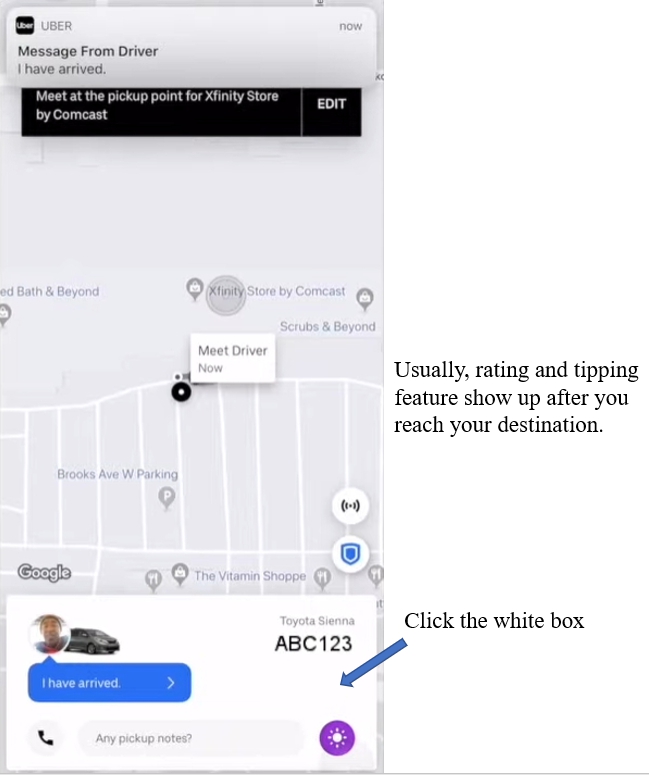 Uber UBER now
Message From Driver
I have arrived.
Meet at the pickup point for Xfinity Store
by Comcast
EDIT
ed Bath & Beyond
Xfinity Store by Comcast
Scrubs & Beyond
Meet Driver
Now
Usually, rating and tipping
feature show up after you
reach your destination.
Brooks Ave W Parking
P
Google
The Vitamin Shoppe
Click the white box
Toyota Sienna
ABC123
I have arrived.
Any pickup notes?